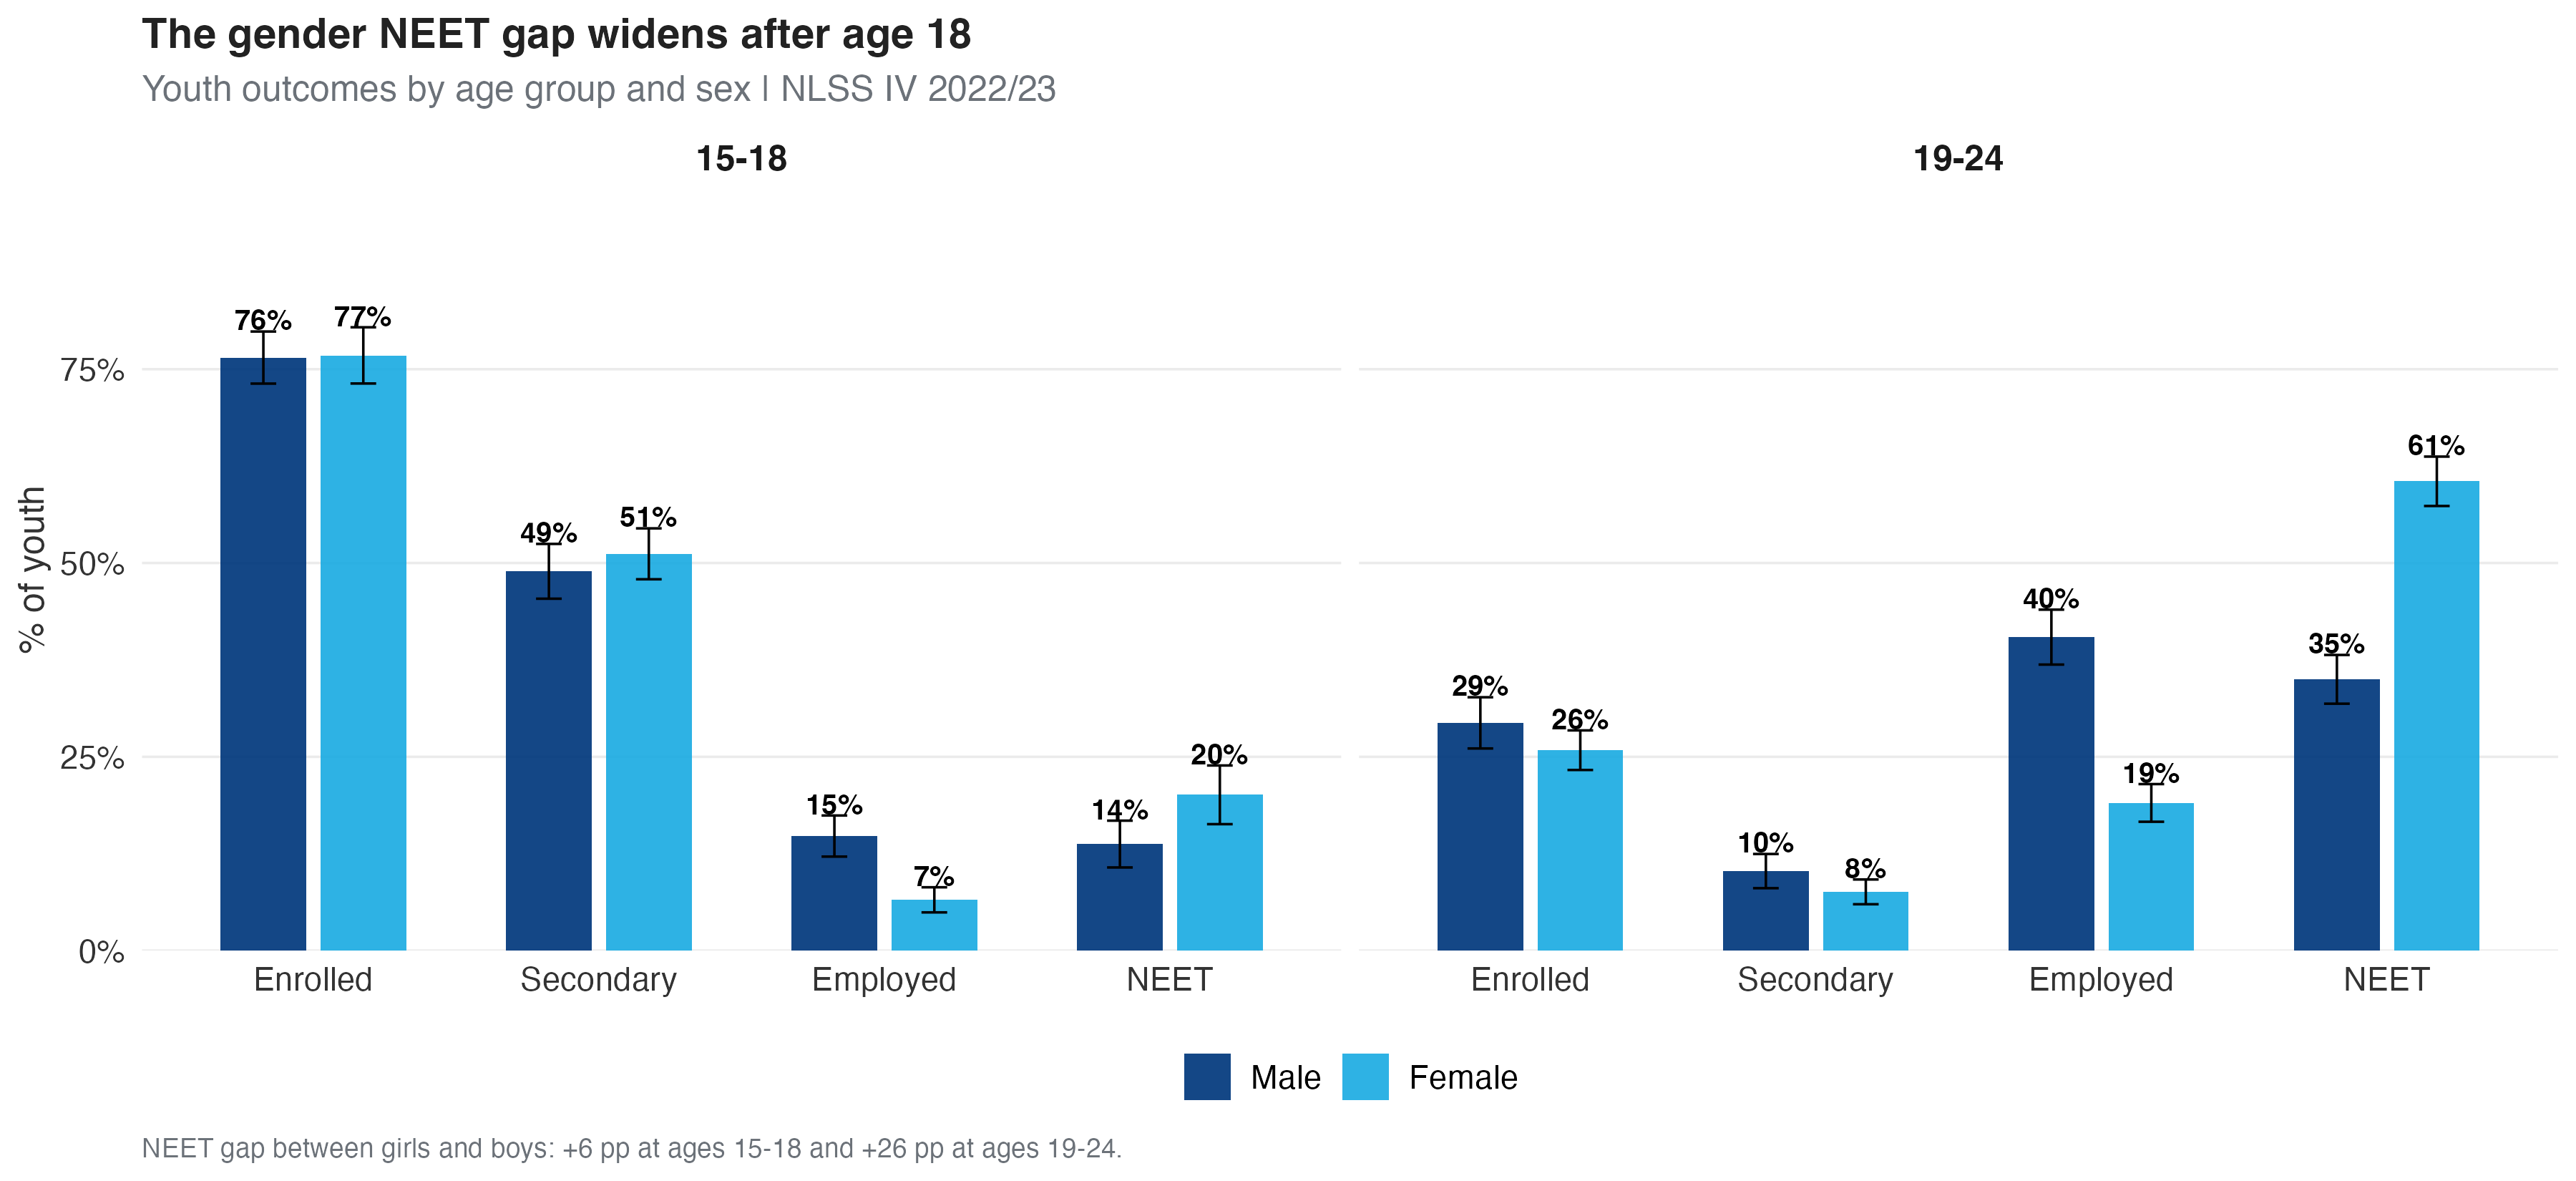 The gender NEET gap widens after age 18
Youth outcomes by age group and sex | NLSS IV 2022/23
15-18
19-24
% of youth
75%
50%
25%
0%
76%
77%
49%
51%
15%
7%
14%
20%
29%
26%
10%
8%
40%
19%
35%
61%
Enrolled
Secondary
Employed
NEET
Enrolled
Secondary
Employed
NEET
Male
Female
NEET gap between girls and boys: +6 pp at ages 15-18 and +26 pp at ages 19-24.